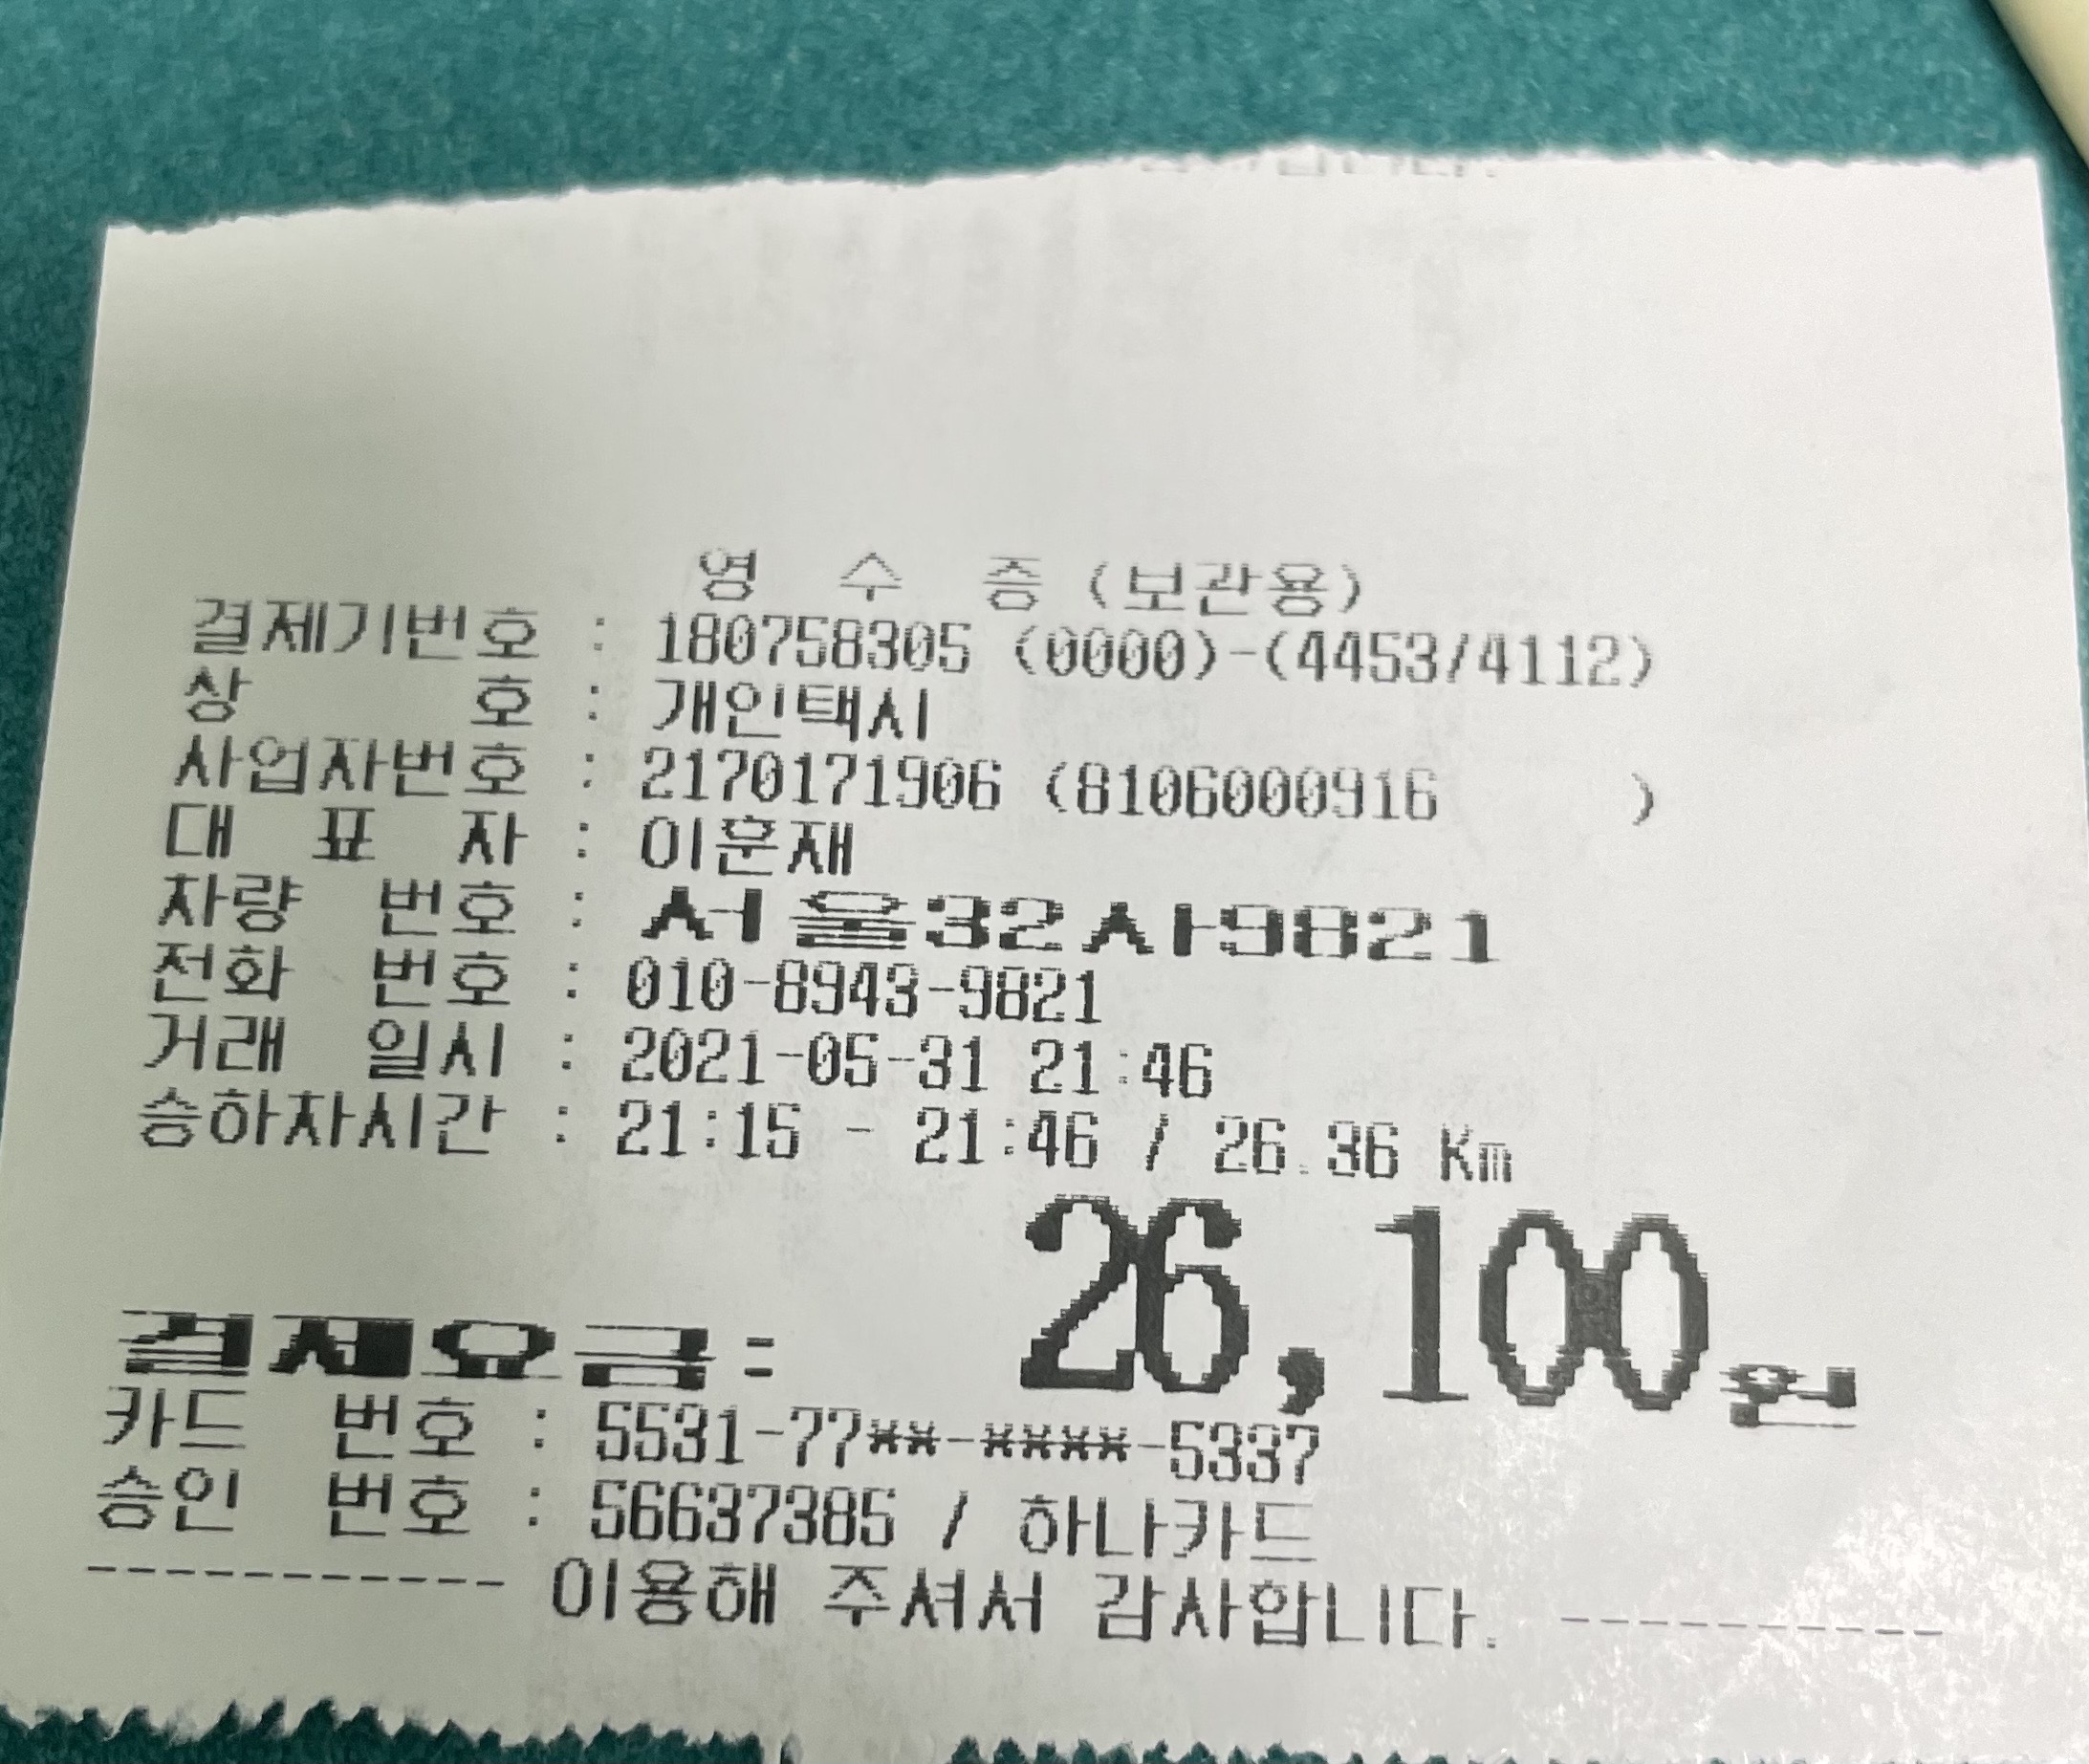 영 수 증 (보관용)
결제기번호 : 180758305 (0000)-(4453/4112)
상 호 : 개인택시
사업자번호 : 2170171906 (8106000916 )
대 표 자 : 이운재
차량 번호 : 서울32사9821
전화 번호 : 010-8943-9821
거래 일시 : 2021-05-31 21:46
승하차시간 : 21:15 - 21:46 / 26.36 Km
결제요금: 26,100원
카드 번호 : 5531-77**-****-5337
승인 번호 : 56637385 / 하나카드
------------ 이용해 주셔서 감사합니다. -----------